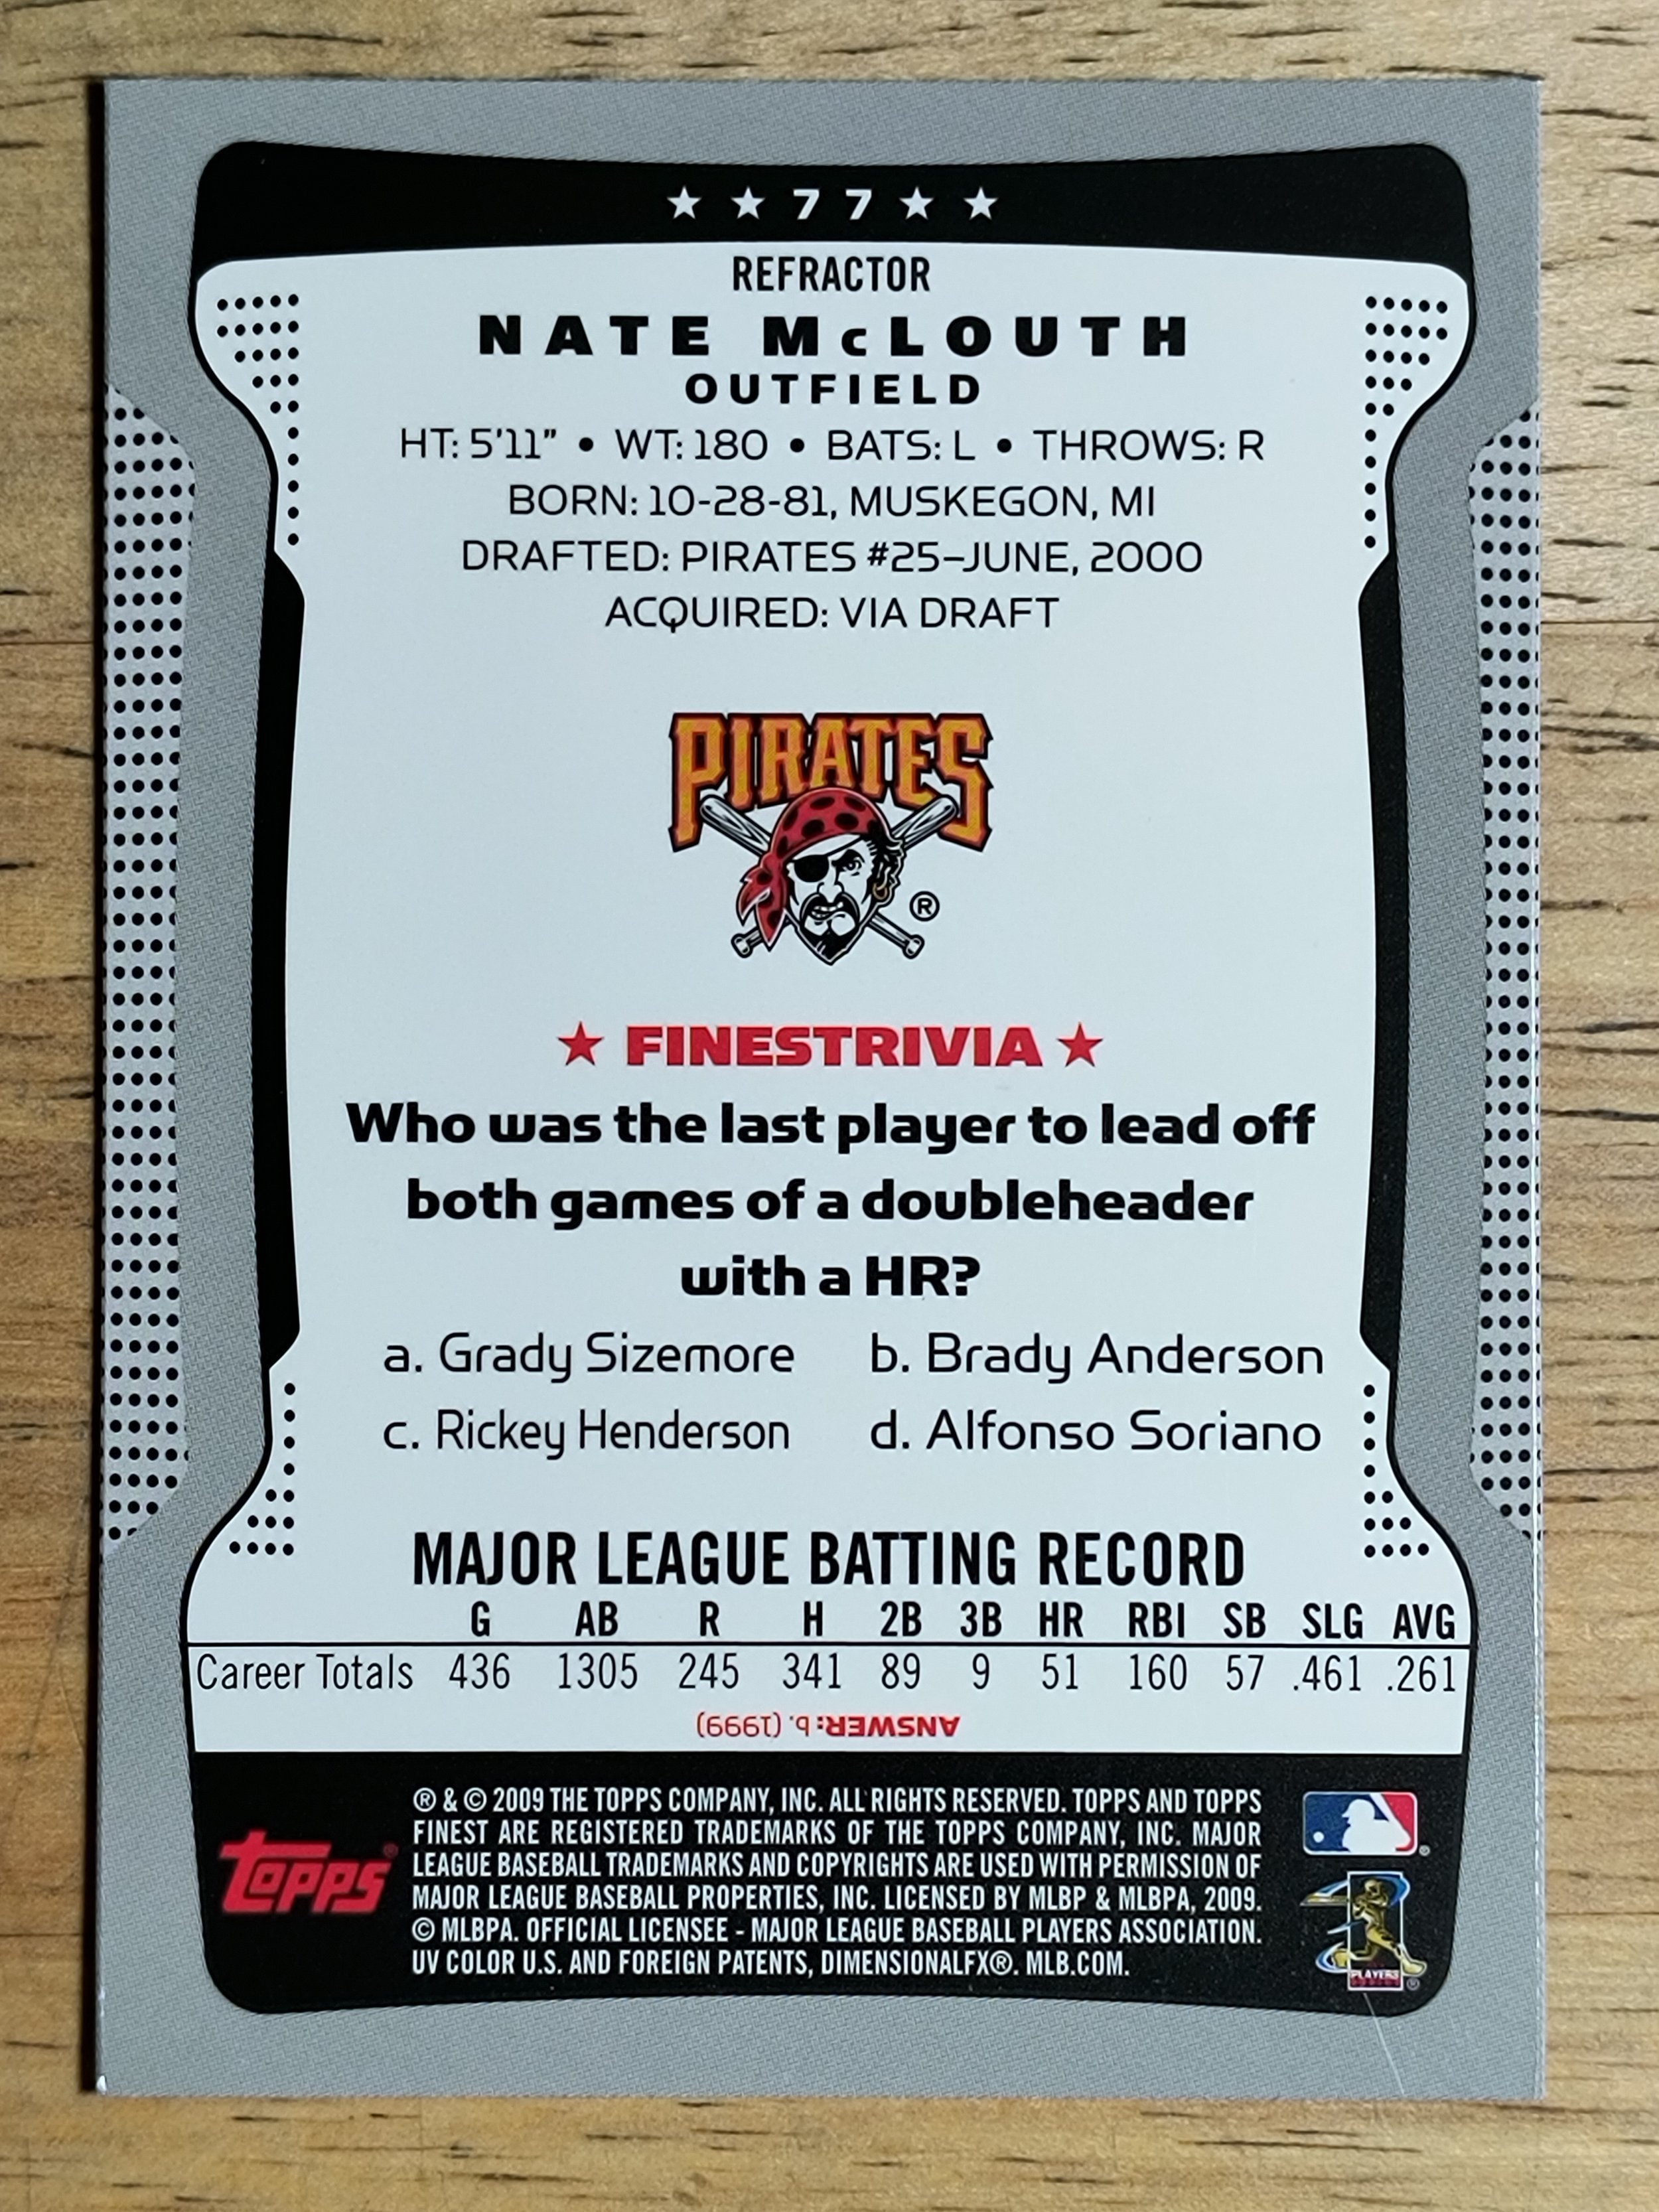 ★ ★ 7 7 ★ ★
REFRACTOR
NATE McLOUTH
OUTFIELD
HT: 5'11" • WT: 180 • BATS: L • THROWS: R
BORN: 10-28-81, MUSKEGON, MI
DRAFTED: PIRATES #25–JUNE, 2000
ACQUIRED: VIA DRAFT
PIRATES
®
★ FINESTRIVIA ★
Who was the last player to lead off
both games of a doubleheader
with a HR?
a. Grady Sizemore b. Brady Anderson
c. Rickey Henderson d. Alfonso Soriano
MAJOR LEAGUE BATTING RECORD
G AB R H 2B 3B HR RBI SB SLG AVG
Career Totals 436 1305 245 341 89 9 51 160 57 .461 .261
ANSWER: b. (1999)
® & © 2009 THE TOPPS COMPANY, INC. ALL RIGHTS RESERVED. TOPPS AND TOPPS
FINEST ARE REGISTERED TRADEMARKS OF THE TOPPS COMPANY, INC. MAJOR
LEAGUE BASEBALL TRADEMARKS AND COPYRIGHTS ARE USED WITH PERMISSION OF
MAJOR LEAGUE BASEBALL PROPERTIES, INC. LICENSED BY MLBP & MLBPA, 2009.
© MLBPA. OFFICIAL LICENSEE - MAJOR LEAGUE BASEBALL PLAYERS ASSOCIATION.
UV COLOR U.S. AND FOREIGN PATENTS, DIMENSIONALFX®. MLB.COM.
Topps®
PLAYERS